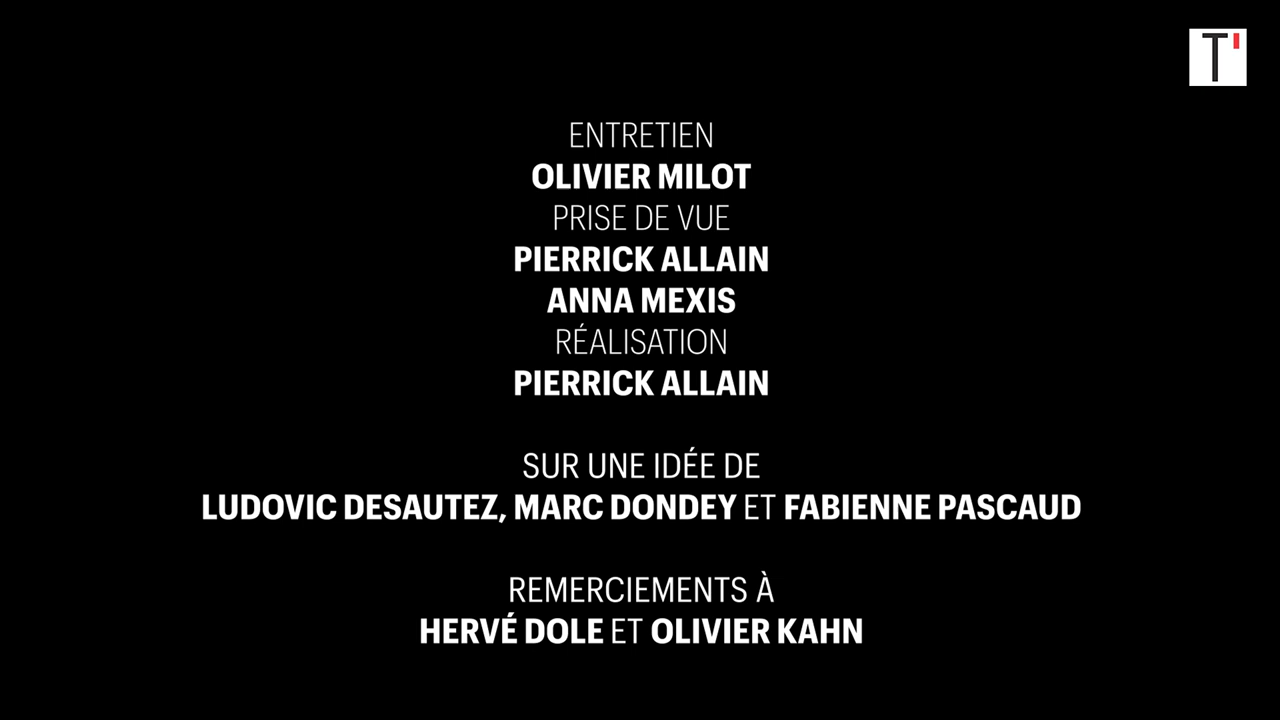 T'
ENTRETIEN
OLIVIER MILOT
PRISE DE VUE
PIERRICK ALLAIN
ANNA MEXIS
RÉALISATION
PIERRICK ALLAIN
SUR UNE IDÉE DE
LUDOVIC DESAUTEZ, MARC DONDEY ET FABIENNE PASCAUD
REMERCIEMENTS À
HERVÉ DOLE ET OLIVIER KAHN